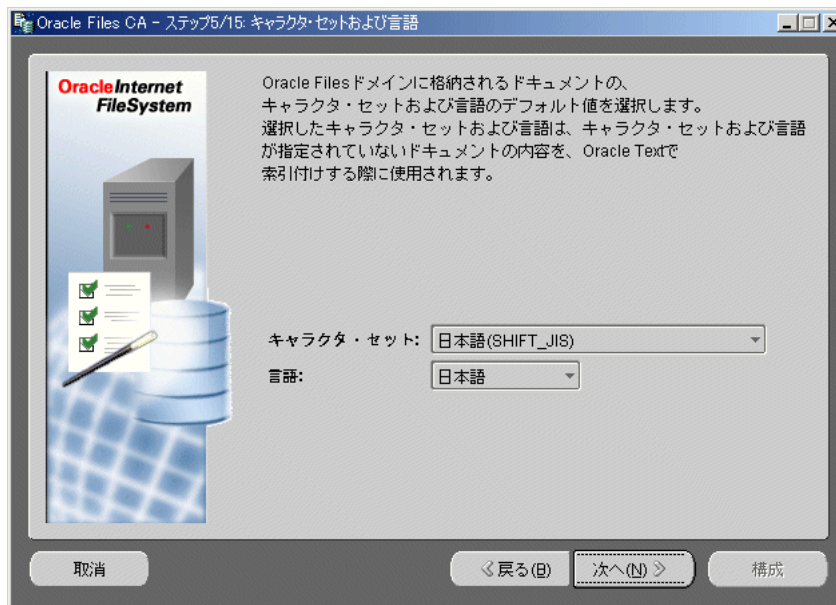 Oracle Files CA - ステップ5/15: キャラクタ・セットおよび言語
OracleInternet
FileSystem
Oracle Filesドメインに格納されるドキュメントの、
キャラクタ・セットおよび言語のデフォルト値を選択します。
選択したキャラクタ・セットおよび言語は、キャラクタ・セットおよび言語
が指定されていないドキュメントの内容を、Oracle Textで
索引付けする際に使用されます。
キャラクタ・セット: 日本語(SHIFT_JIS)
言語: 日本語
取消 戻る(B) 次へ(N) 構成